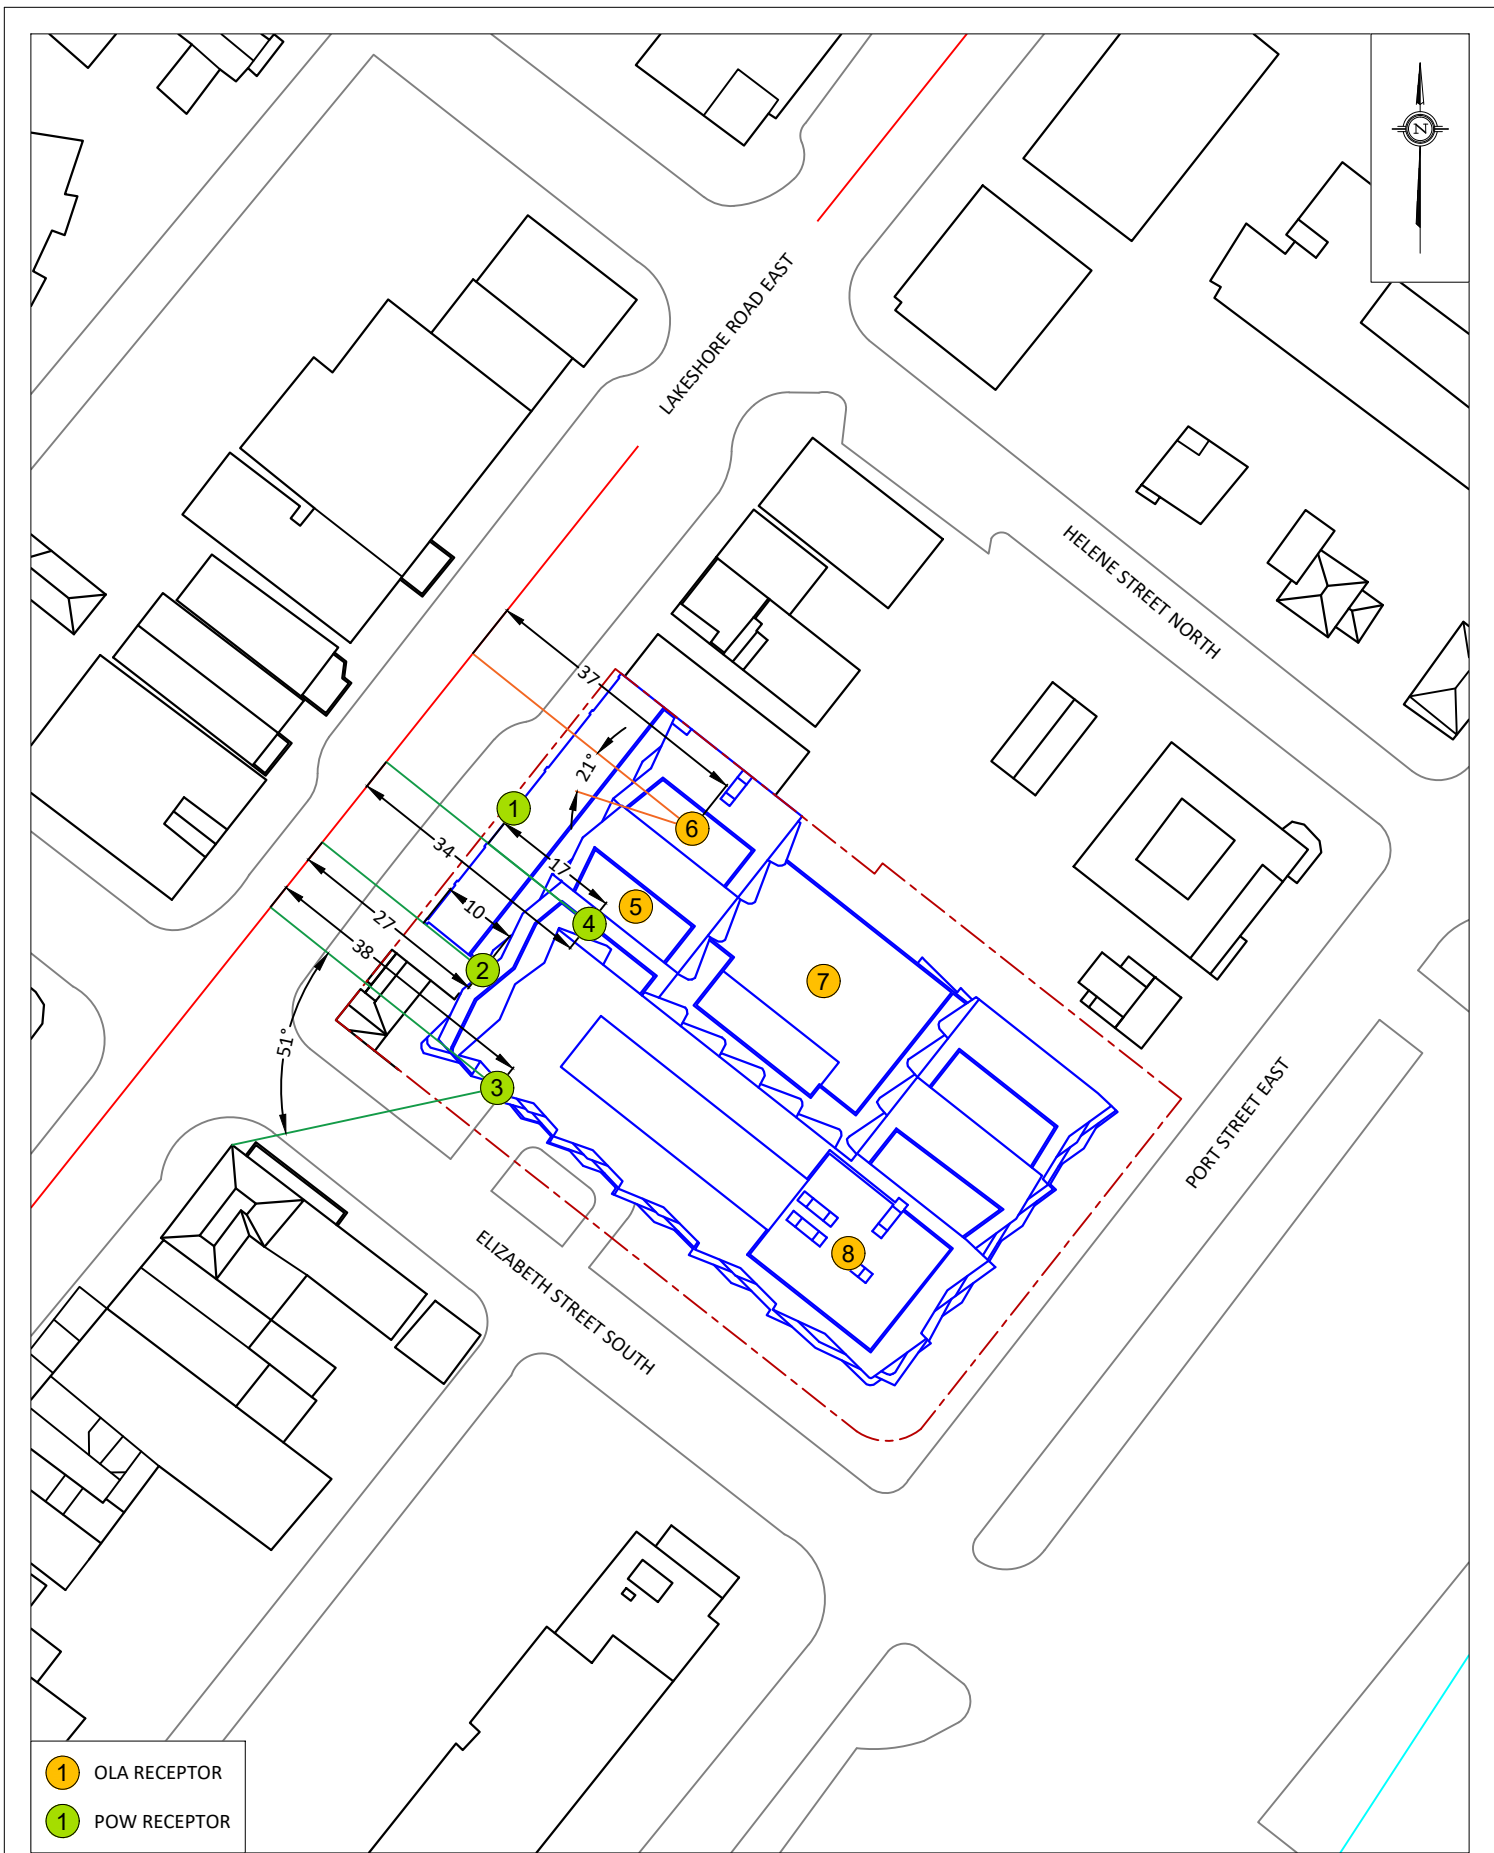 N
LAKESHORE ROAD EAST
HELENE STREET NORTH
37
21°
1
6
34
17
5
10
4
27
38
2
7
51°
3
PORT STREET EAST
8
ELIZABETH STREET SOUTH
1 OLA RECEPTOR
1 POW RECEPTOR